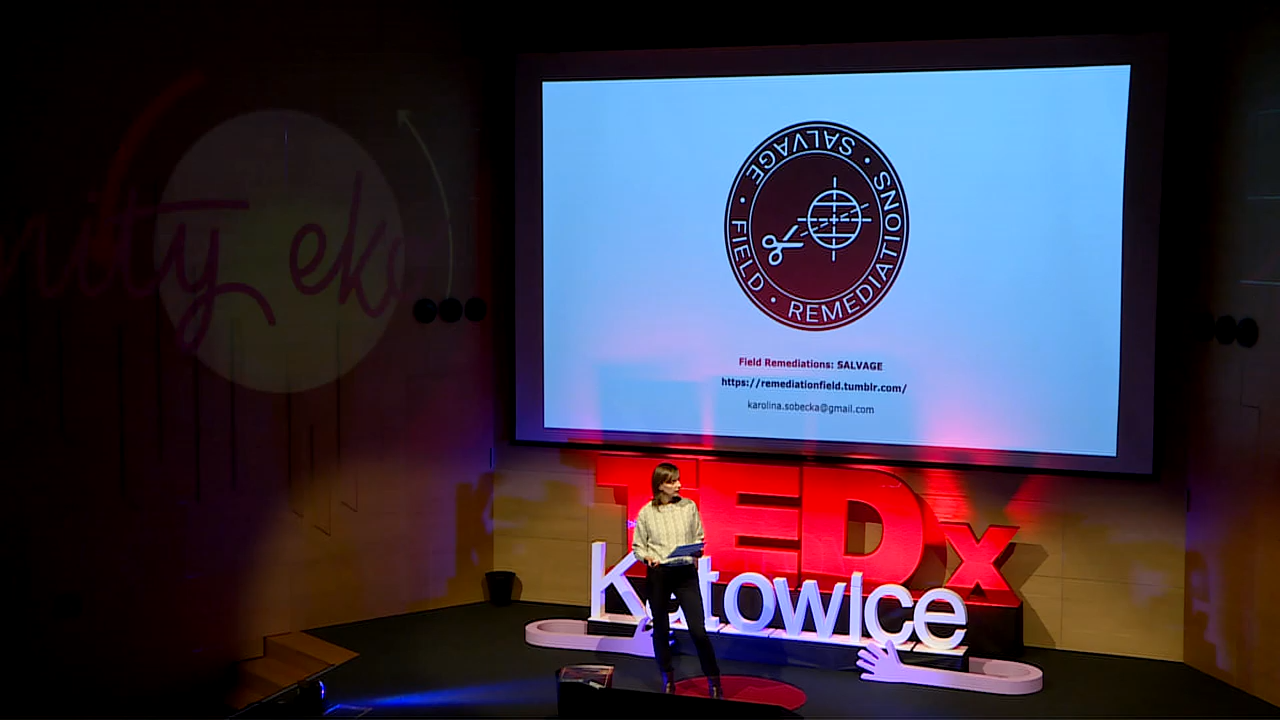 SALVAGE • FIELD • REMEDIATIONS •
Field Remediations: SALVAGE
https://remediationfield.tumblr.com/
karolina.sobecka@gmail.com
TEDx
Katowice